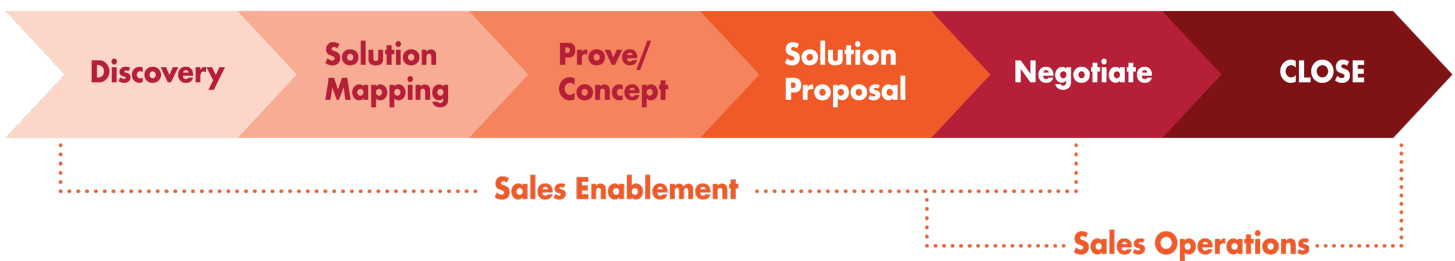 Discovery
Solution
Mapping
Prove/
Concept
Solution
Proposal
Negotiate
CLOSE
Sales Enablement
Sales Operations